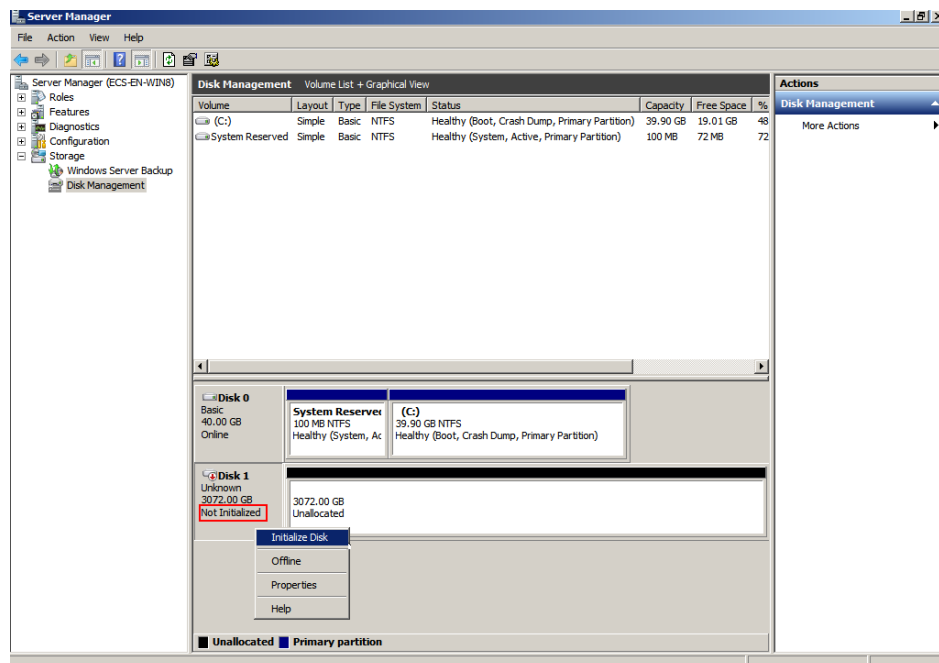 Server Manager
File Action View Help
Server Manager (ECS-EN-WIN8)
Roles
Features
Diagnostics
Configuration
Storage
Windows Server Backup
Disk Management
Disk Management Volume List + Graphical View
Volume Layout Type File System Status Capacity Free Space %
(C:) Simple Basic NTFS Healthy (Boot, Crash Dump, Primary Partition) 39.90 GB 19.01 GB 48
System Reserved Simple Basic NTFS Healthy (System, Active, Primary Partition) 100 MB 72 MB 72
Disk 0
Basic
40.00 GB
Online
System Reserve
100 MB NTFS
Healthy (System, Ac
(C:)
39.90 GB NTFS
Healthy (Boot, Crash Dump, Primary Partition)
Disk 1
Unknown
3072.00 GB
Not Initialized
3072.00 GB
Unallocated
Initialize Disk
Offline
Properties
Help
Unallocated Primary partition
Actions
Disk Management
More Actions